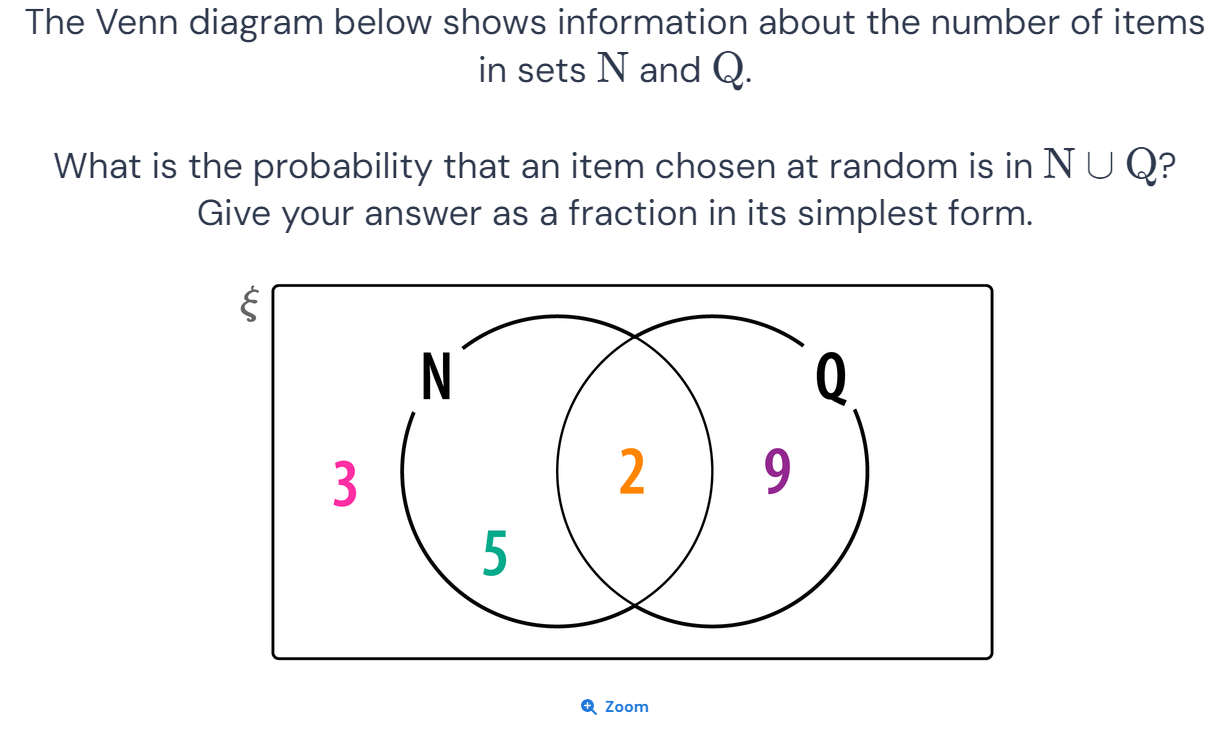 The Venn diagram below shows information about the number of items
in sets N and Q.
What is the probability that an item chosen at random is in N ∪ Q?
Give your answer as a fraction in its simplest form.
ξ
N
Q
3
2
9
5
Zoom